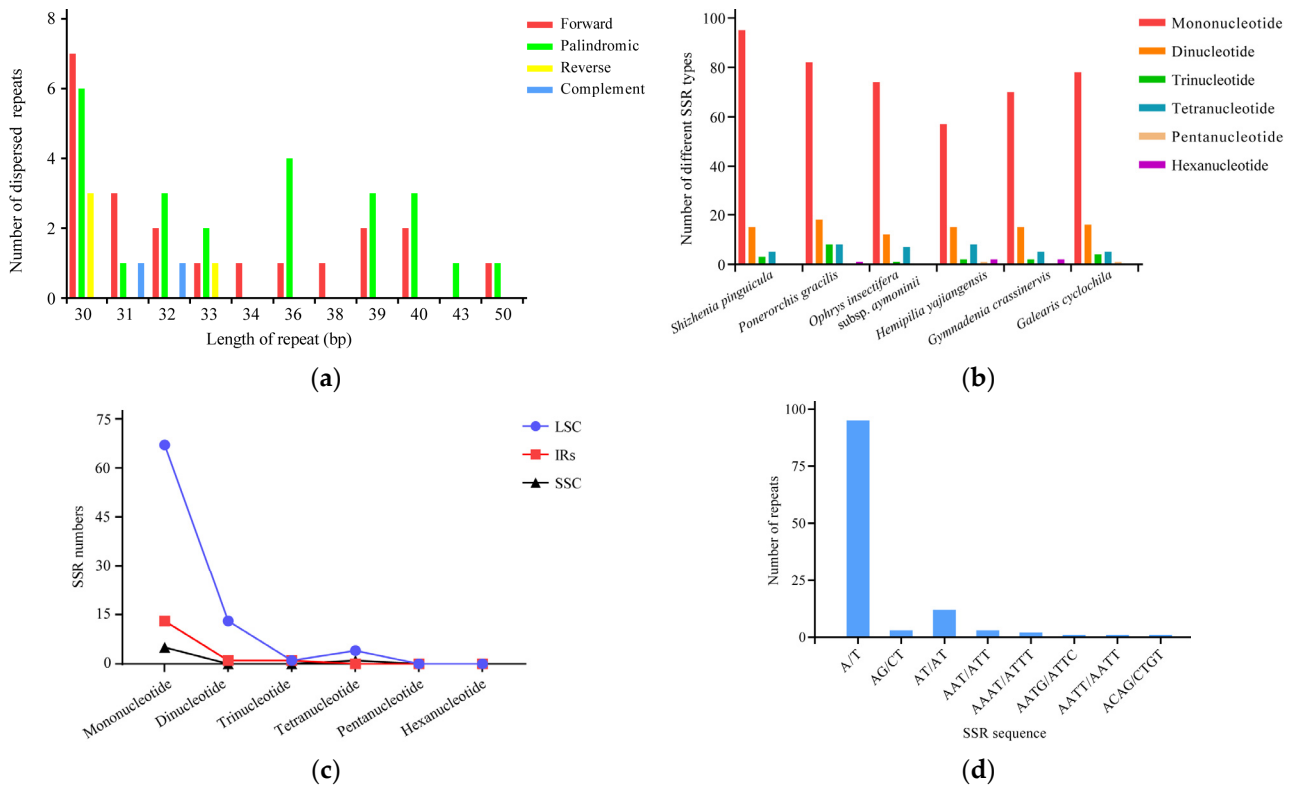 8
6
4
2
0
Number of dispersed repeats
30 31 32 33 34 36 38 39 40 43 50
Length of repeat (bp)
Forward
Palindromic
Reverse
Complement
(a)
100
80
60
40
20
0
Number of different SSR types
Shizhenia pinguicula
Ponerorchis gracilis
Ophrys insectifera
subsp. aymoninii
Hemipilia yajiangensis
Gymnadenia crassinervis
Galearis cyclochila
Mononucleotide
Dinucleotide
Trinucleotide
Tetranucleotide
Pentanucleotide
Hexanucleotide
(b)
75
60
45
30
15
0
SSR numbers
Mononucleotide
Dinucleotide
Trinucleotide
Tetranucleotide
Pentanucleotide
Hexanucleotide
LSC
IRs
SSC
(c)
100
75
50
25
0
Number of repeats
A/T
AG/CT
AT/AT
AAT/ATT
AAAT/ATTT
AATG/ATTC
AATT/AATT
ACAG/CTGT
SSR sequence
(d)